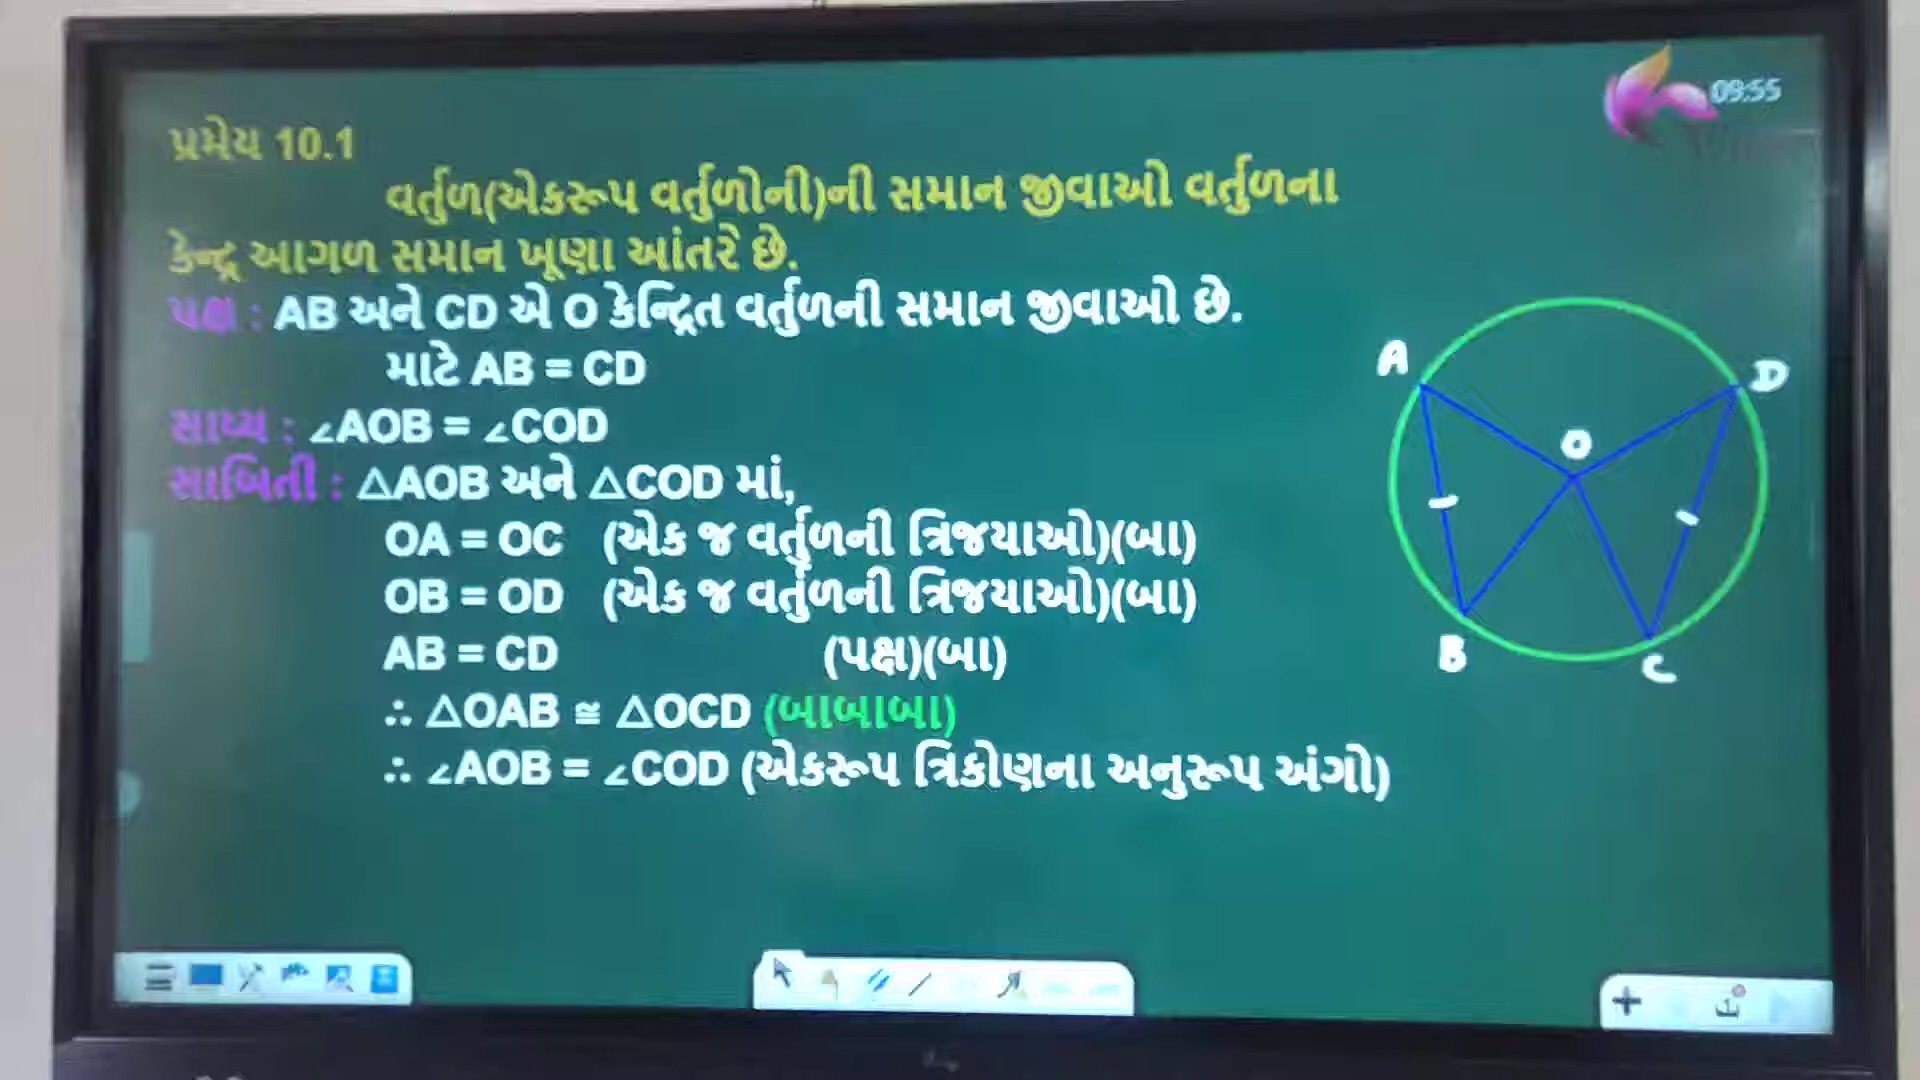 09:55
પ્રમેય 10.1
વર્તુળ(એકરૂપ વર્તુળોની)ની સમાન જીવાઓ વર્તુળના
કેન્દ્ર આગળ સમાન ખૂણા આંતરે છે.
પક્ષ : AB અને CD એ O કેન્દ્રિત વર્તુળની સમાન જીવાઓ છે.
માટે AB = CD
સાધ્ય : ∠AOB = ∠COD
સાબિતી : △AOB અને △COD માં,
OA = OC (એક જ વર્તુળની ત્રિજયાઓ)(બા)
OB = OD (એક જ વર્તુળની ત્રિજયાઓ)(બા)
AB = CD (પક્ષ)(બા)
∴ △OAB ≅ △OCD (બાબાબા)
∴ ∠AOB = ∠COD (એકરૂપ ત્રિકોણના અનુરૂપ અંગો)
A
D
O
B
C